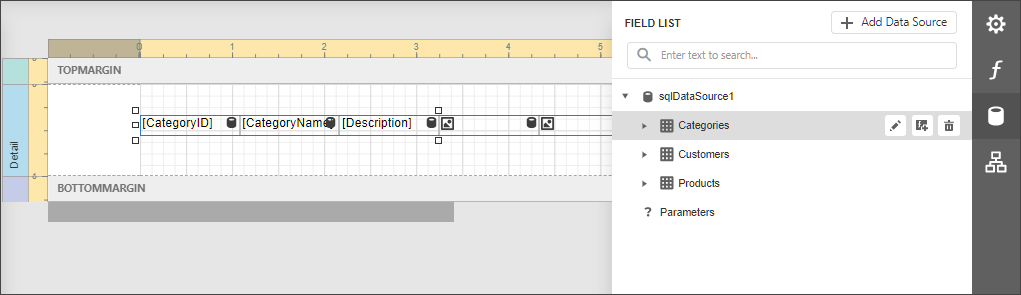 FIELD LIST
Add Data Source
Enter text to search...
0 1 2 3 4 5
TOPMARGIN
[CategoryID] [CategoryName] [Description]
Detail
BOTTOMMARGIN
sqlDataSource1
Categories
Customers
Products
? Parameters